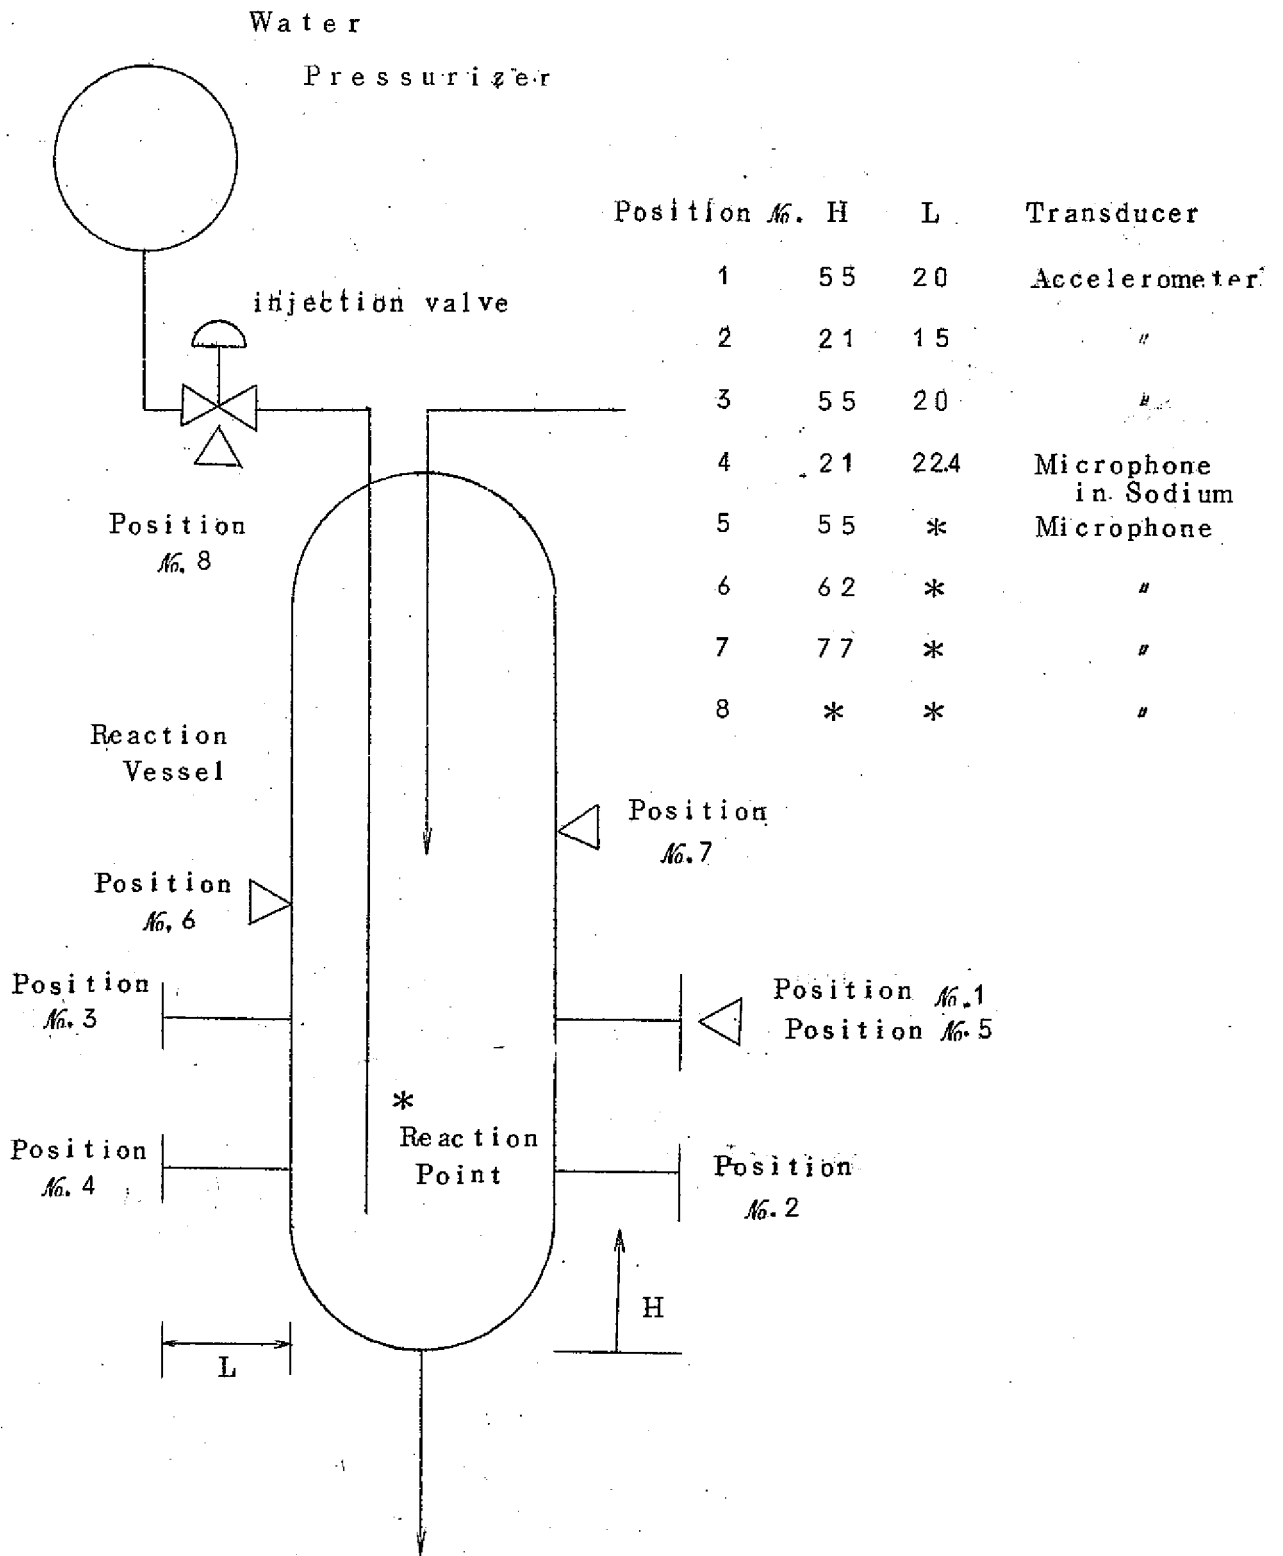 Water
Pressurizer
Position №. H L Transducer
1 55 20 Accelerometer
injection valve
2 21 15 〃
3 55 20 〃
4 21 22.4 Microphone
in Sodium
Position
№. 8
5 55 * Microphone
6 62 * 〃
7 77 * 〃
8 * * 〃
Reaction
Vessel
Position
№. 7
Position
№. 6
Position
№. 3
Position №. 1
Position №. 5
*
Reaction
Point
Position
№. 4
Position
№. 2
H
L